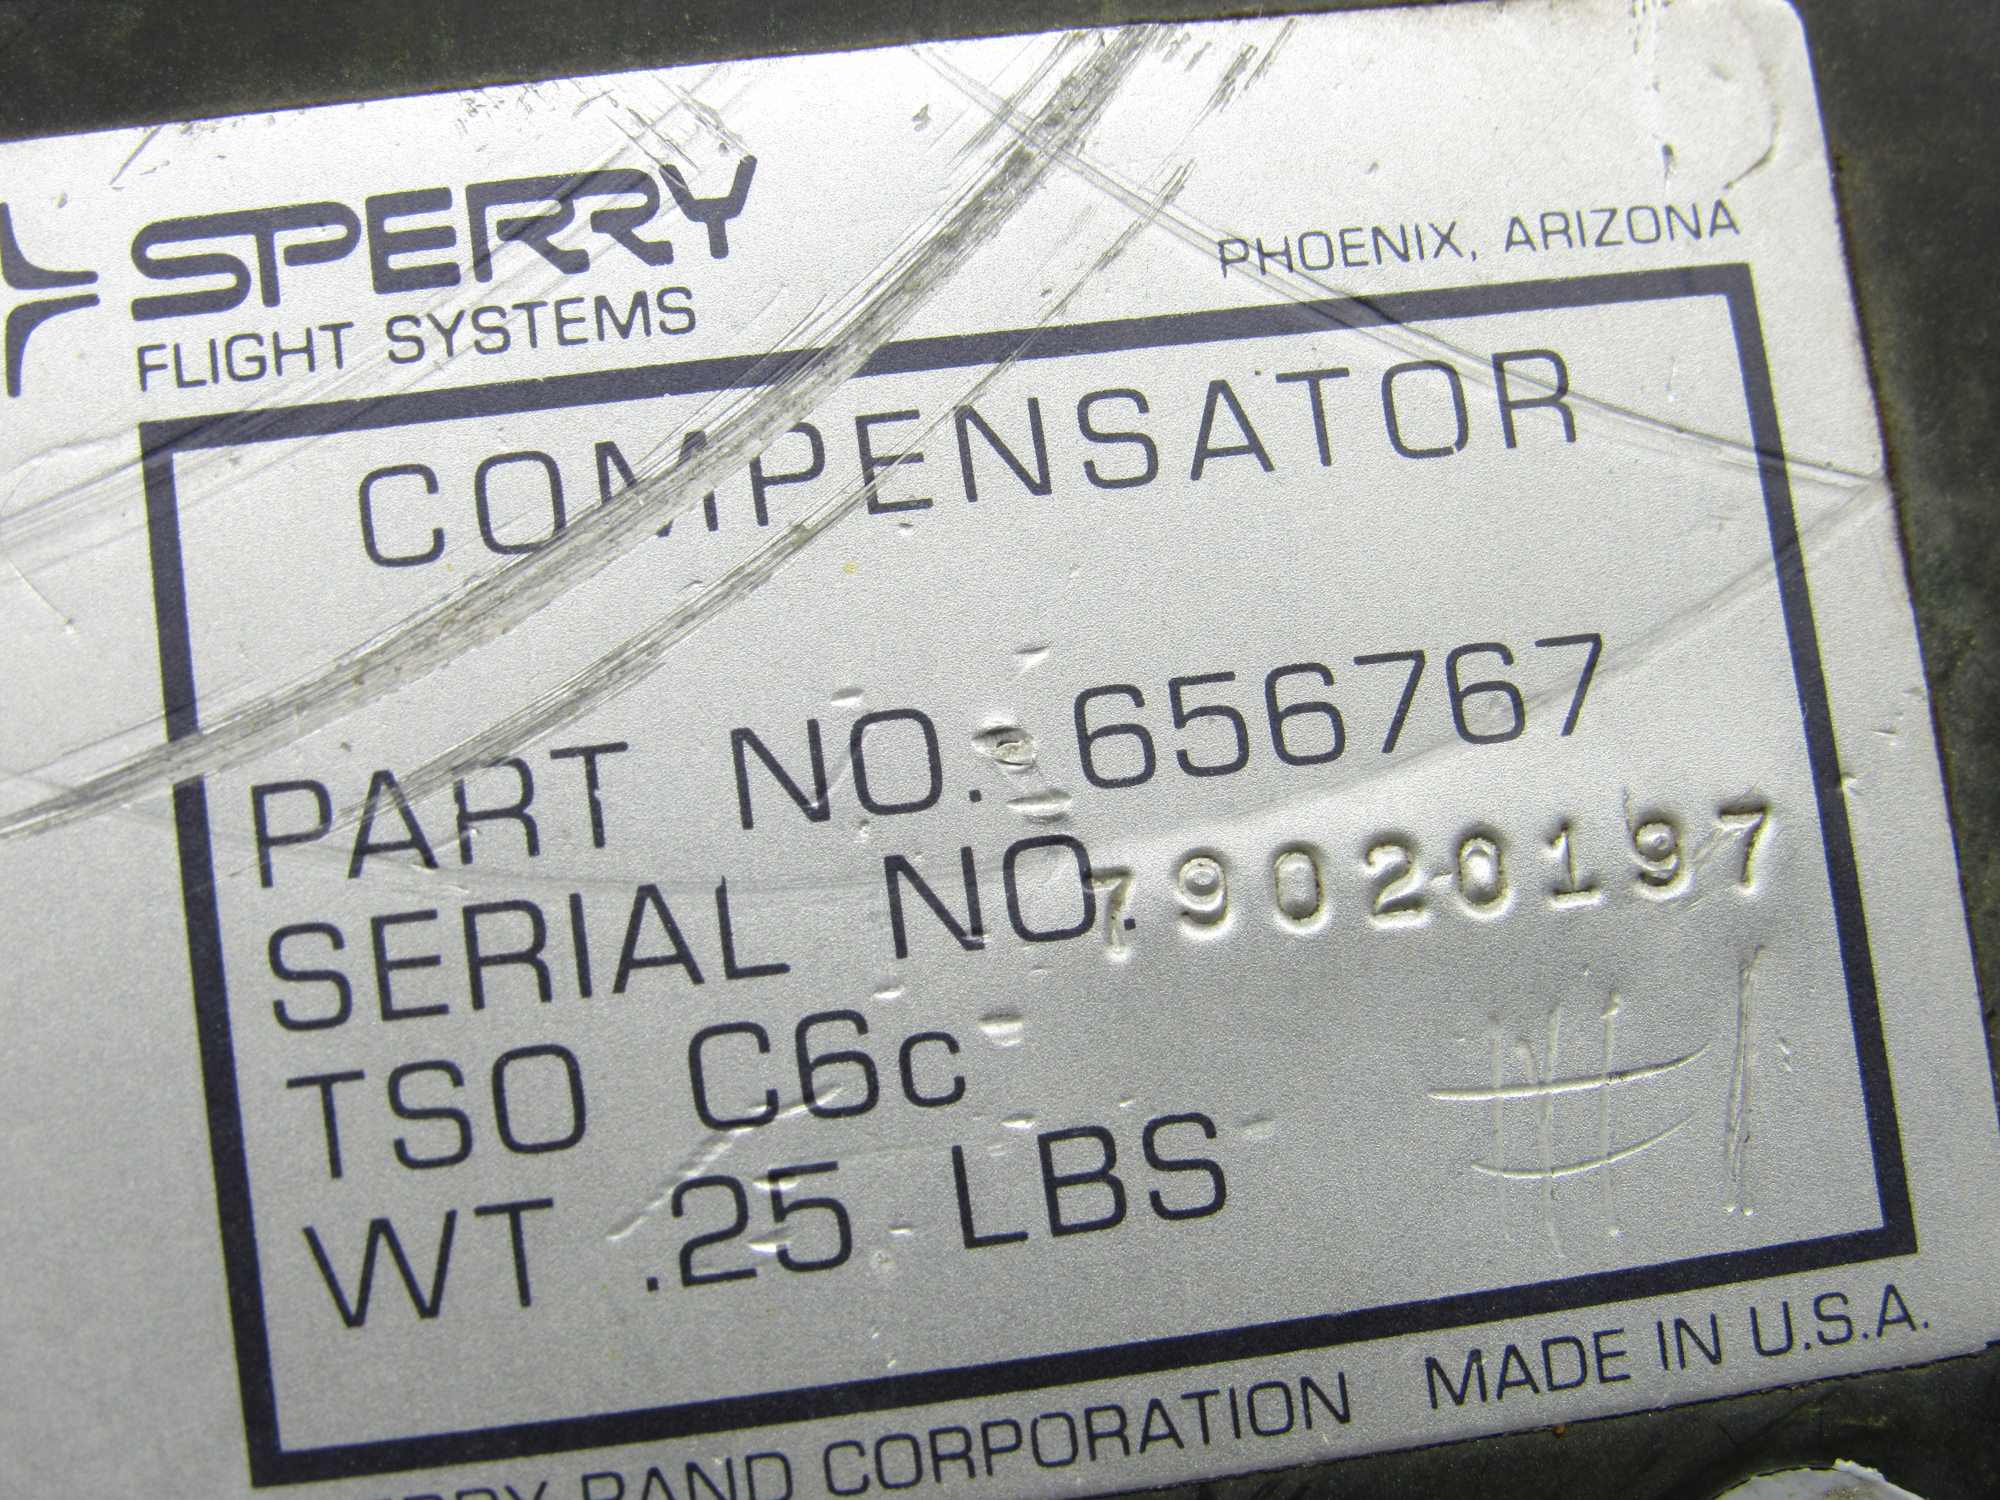 SPERRY
FLIGHT SYSTEMS
PHOENIX, ARIZONA
COMPENSATOR
PART NO. 656767
SERIAL NO. 79020197
TSO C6c
#1
WT .25 LBS
RAND CORPORATION MADE IN U.S.A.